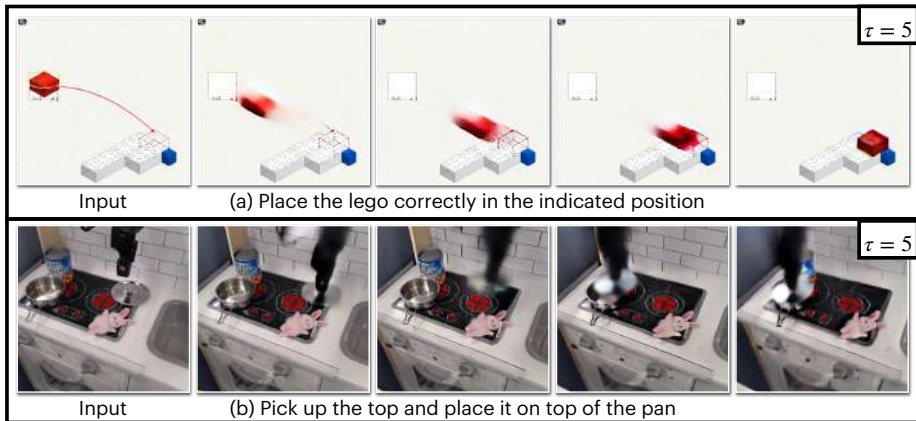 τ = 5
Input (a) Place the lego correctly in the indicated position
τ = 5
Input (b) Pick up the top and place it on top of the pan